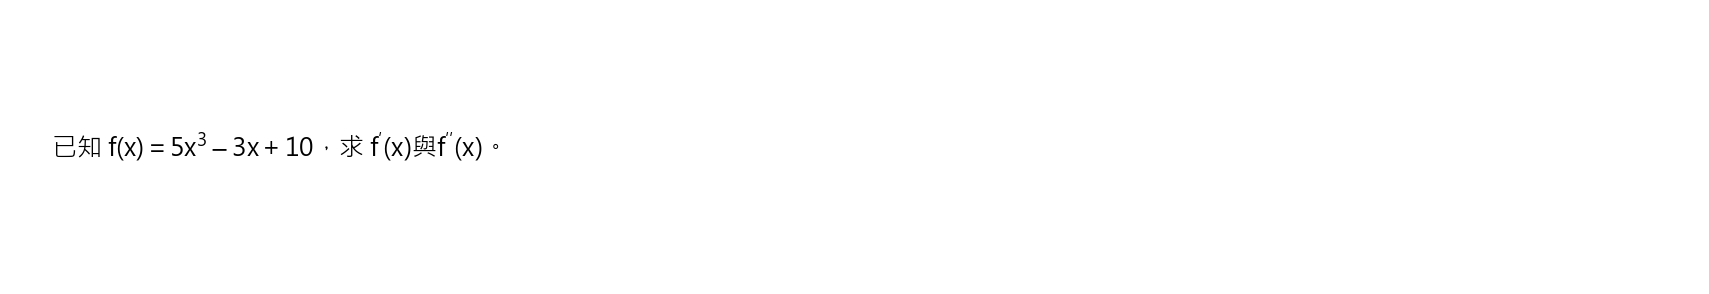 已知 f(x) = 5x³ – 3x + 10，求 f′(x)與f′′(x)。